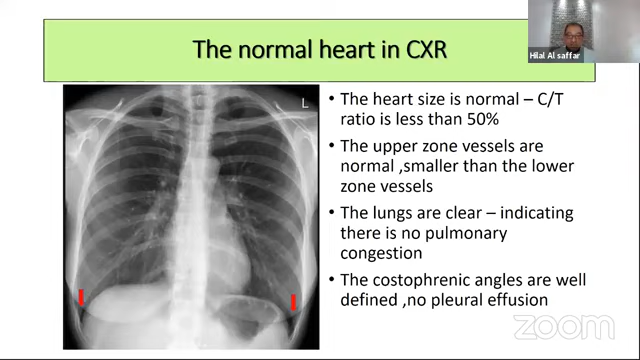 The normal heart in CXR
Hilal Al saffar
L
• The heart size is normal – C/T
ratio is less than 50%
• The upper zone vessels are
normal ,smaller than the lower
zone vessels
• The lungs are clear – indicating
there is no pulmonary
congestion
• The costophrenic angles are well
defined ,no pleural effusion
zoom